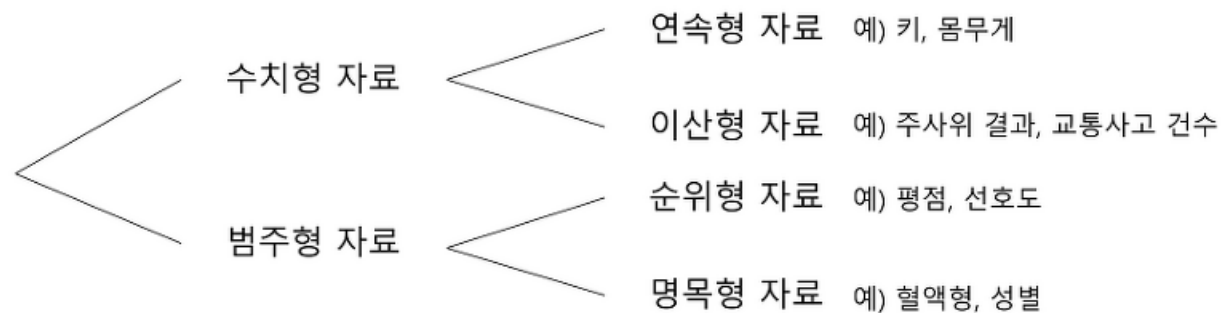 연속형 자료 예) 키, 몸무게
수치형 자료
이산형 자료 예) 주사위 결과, 교통사고 건수
순위형 자료 예) 평점, 선호도
범주형 자료
명목형 자료 예) 혈액형, 성별